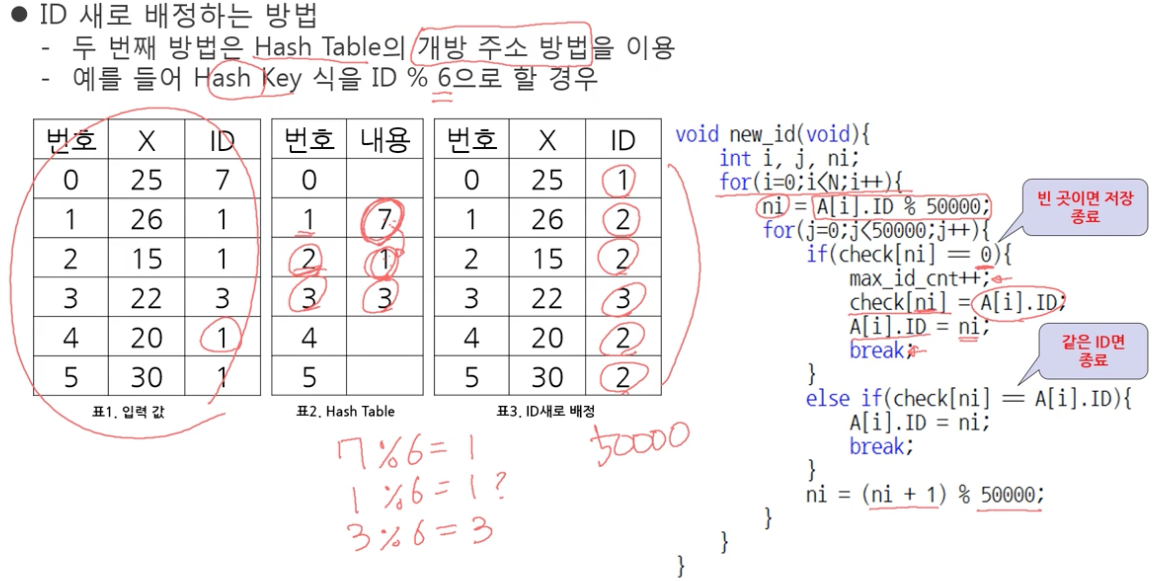 ● ID 새로 배정하는 방법
- 두 번째 방법은 Hash Table의 개방 주소 방법을 이용
- 예를 들어 Hash Key 식을 ID % 6으로 할 경우
번호 X ID
0 25 7
1 26 1
2 15 1
3 22 3
4 20 1
5 30 1
표1. 입력 값
번호 내용
0
1 7
2 1
3 3
4
5
표2. Hash Table
번호 X ID
0 25 1
1 26 2
2 15 2
3 22 3
4 20 2
5 30 2
표3. ID새로 배정
7%6=1
1%6=1?
3%6=3
50000
void new_id(void){
int i, j, ni;
for(i=0;i<N;i++){
ni = A[i].ID % 50000;
for(j=0;j<50000;j++){
if(check[ni] == 0){
max_id_cnt++;
check[ni] = A[i].ID;
A[i].ID = ni;
break;
}
else if(check[ni] == A[i].ID){
A[i].ID = ni;
break;
}
ni = (ni + 1) % 50000;
}
}
}
빈 곳이면 저장
종료
같은 ID면
종료